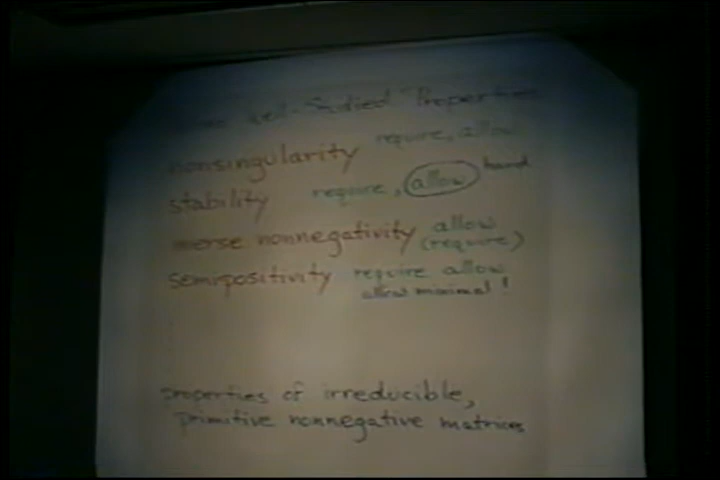 Well-Studied Properties
nonsingularity require, allow
stability require, allow hard
inverse nonnegativity allow
(require)
semipositivity require allow
allow minimal!
properties of irreducible,
primitive nonnegative matrices